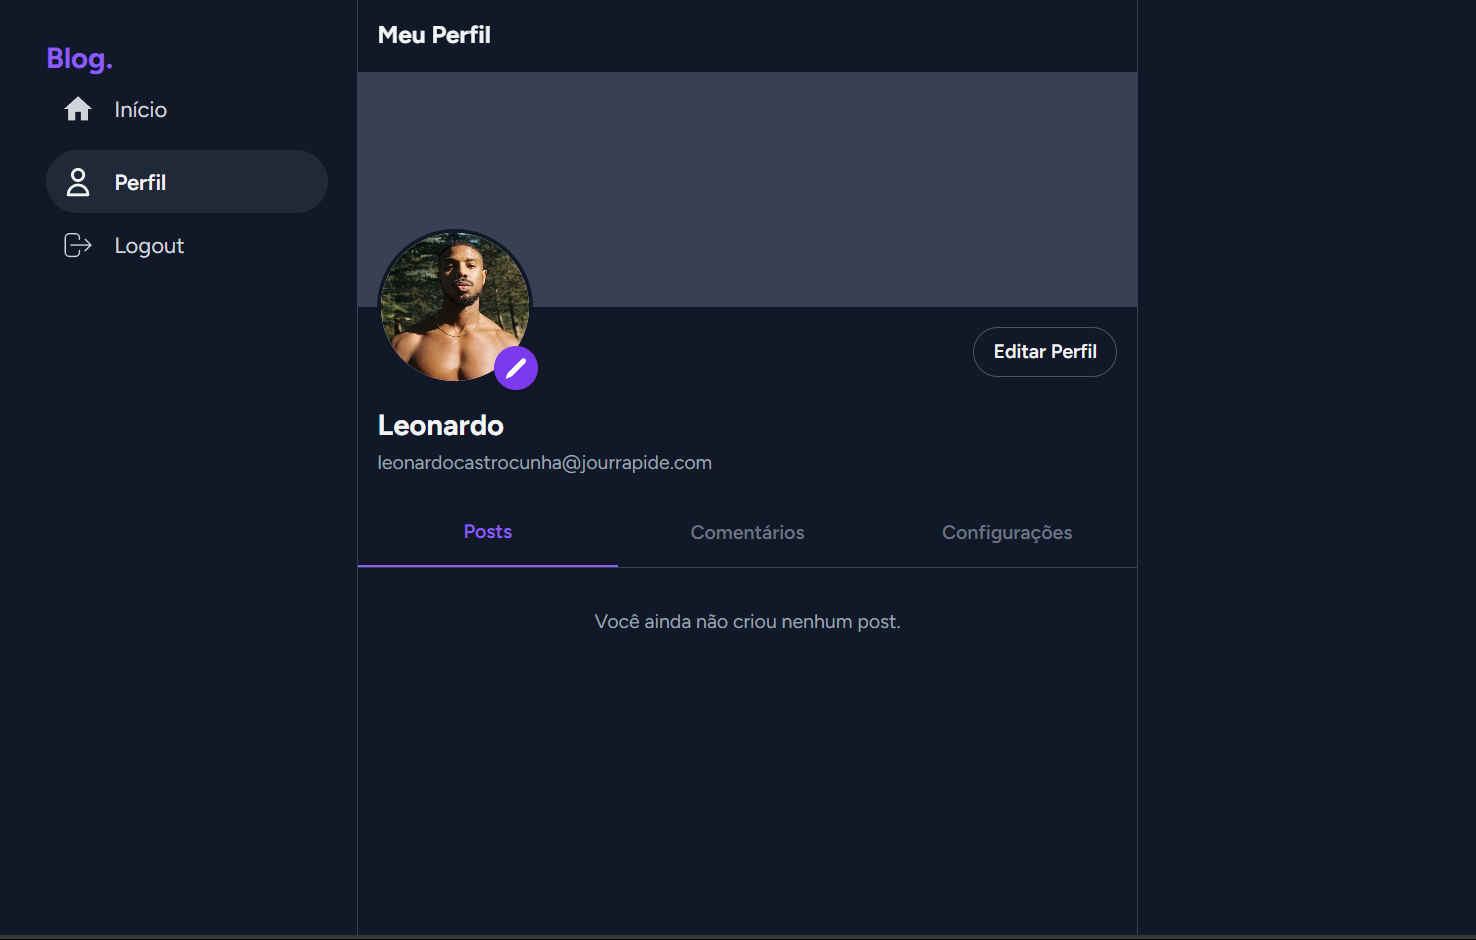 Blog.
Início
Perfil
Logout
Meu Perfil
Editar Perfil
Leonardo
leonardocastrocunha@jourrapide.com
Posts
Comentários
Configurações
Você ainda não criou nenhum post.